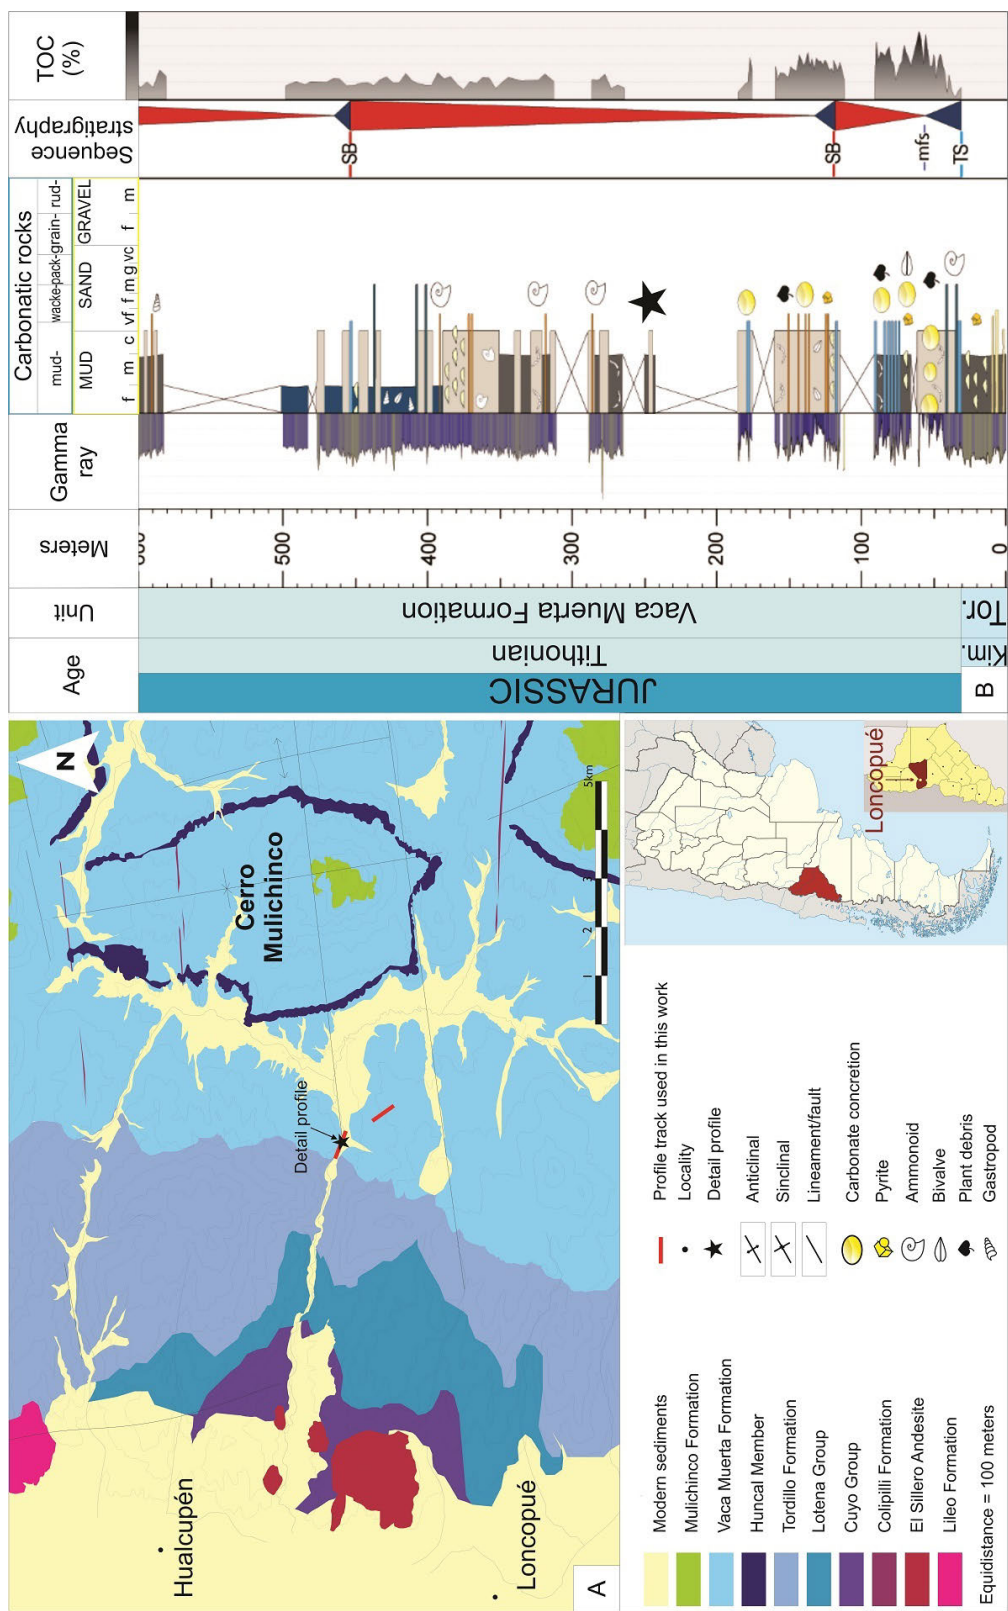 TOC
(%)
Sequence
stratigraphy
SB
SB
mfs
TS
Carbonatic rocks
mud-
wacke-
pack-
grain-
rud-
MUD
SAND
GRAVEL
f
m
c
vf
f
m
g
vc
f
m
Gamma
ray
Meters
500
400
300
200
100
0
Unit
Vaca Muerta Formation
Tor.
Age
Tithonian
Kim.
JURASSIC
B
N
Cerro
Mulichinco
Detail profile
Hualcupén
Loncopué
A
1
2
3
5km
Loncopué
Modern sediments
Mulichinco Formation
Vaca Muerta Formation
Huncal Member
Tordillo Formation
Lotena Group
Cuyo Group
Colipilli Formation
El Sillero Andesite
Lileo Formation
Equidistance = 100 meters
Profile track used in this work
Locality
Detail profile
Anticlinal
Sinclinal
Lineament/fault
Carbonate concretion
Pyrite
Ammonoid
Bivalve
Plant debris
Gastropod